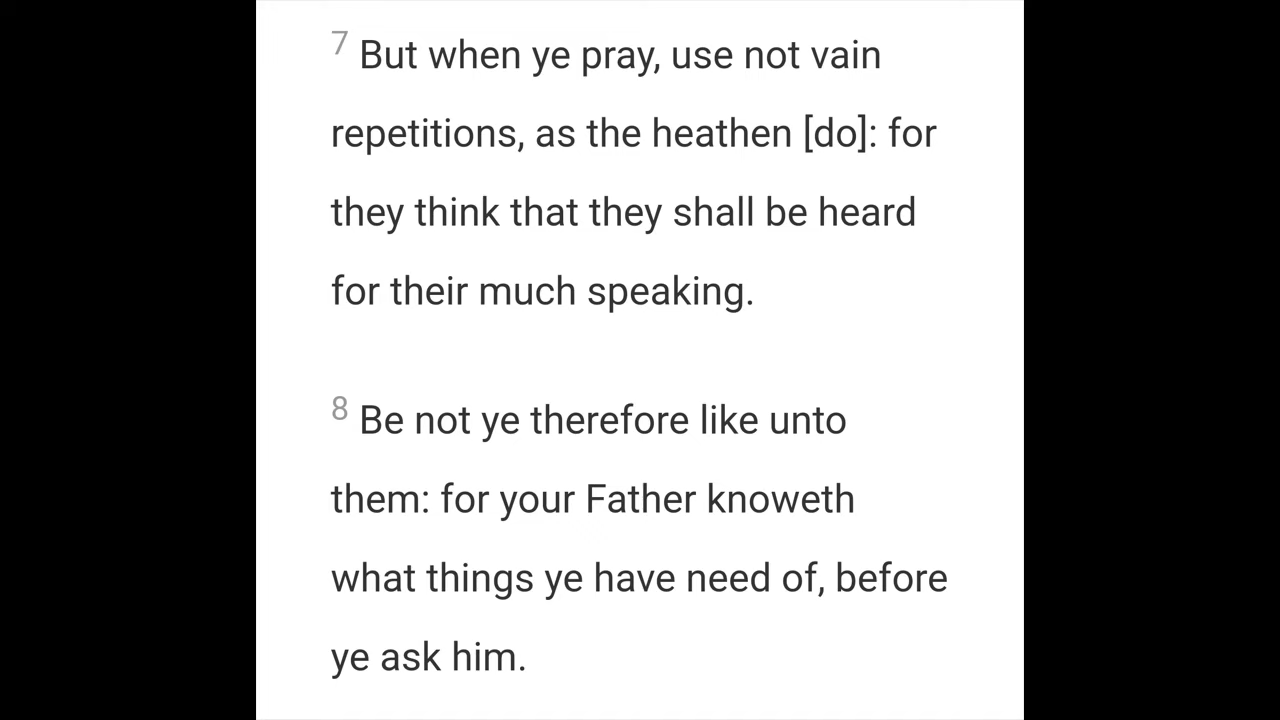 7 But when ye pray, use not vain
repetitions, as the heathen [do]: for
they think that they shall be heard
for their much speaking.
8 Be not ye therefore like unto
them: for your Father knoweth
what things ye have need of, before
ye ask him.